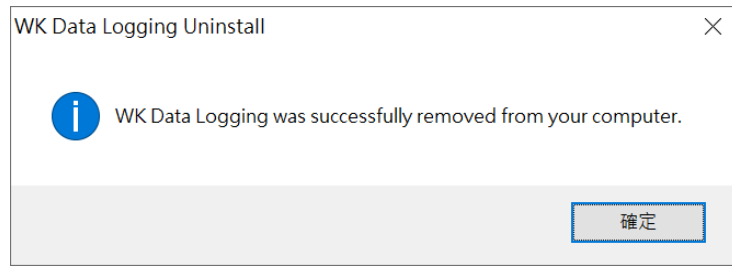 WK Data Logging Uninstall
WK Data Logging was successfully removed from your computer.
確定